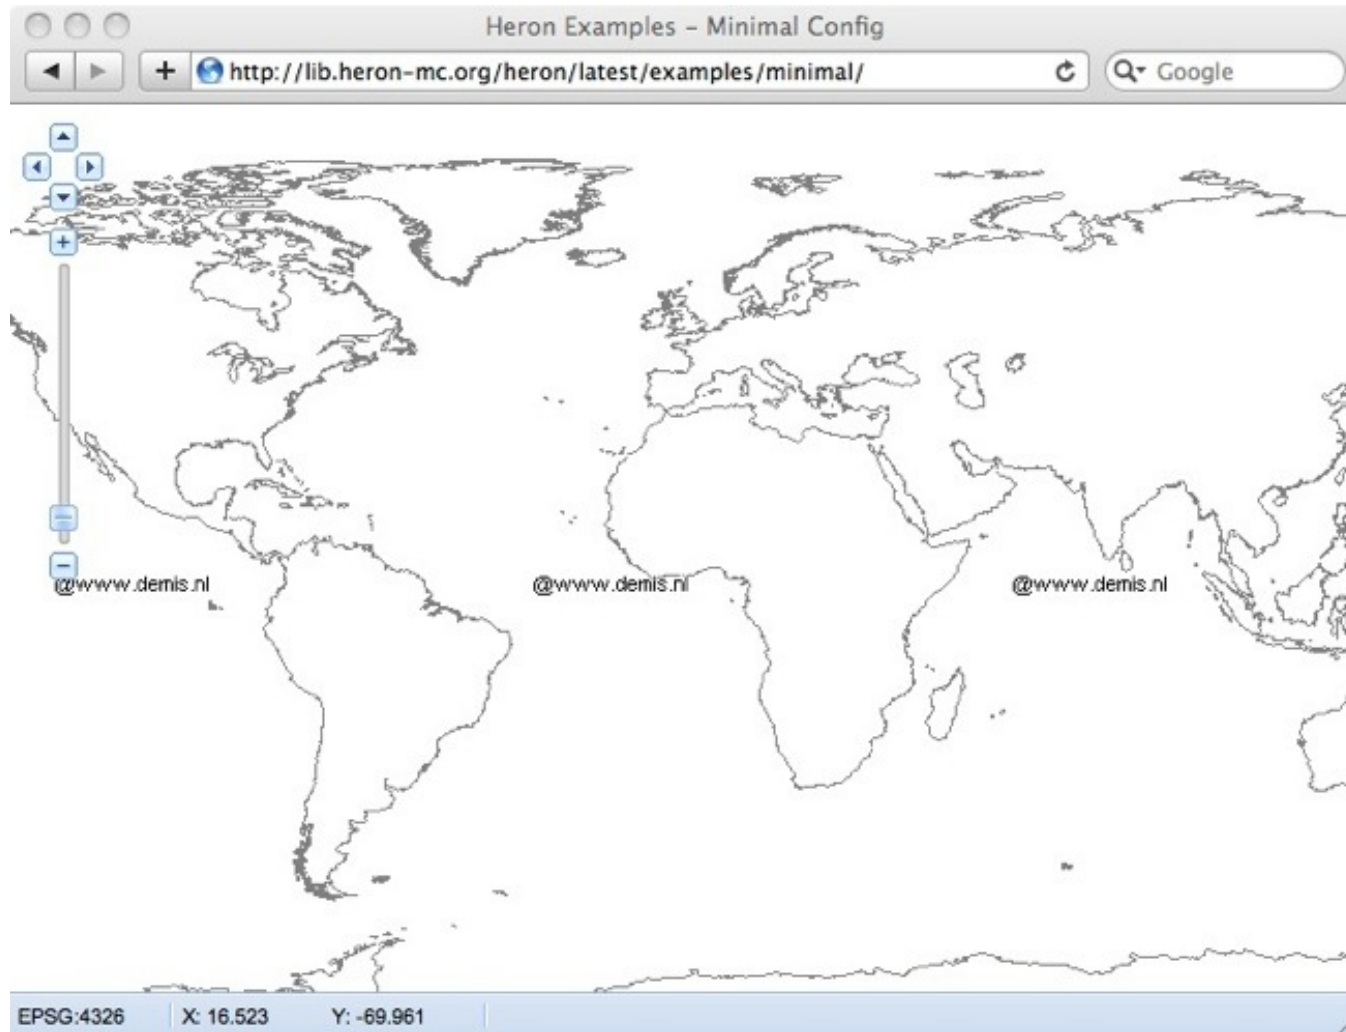 Heron Examples – Minimal Config
http://lib.heron-mc.org/heron/latest/examples/minimal/
Google
@www.demis.nl @www.demis.nl @www.demis.nl
EPSG:4326 X: 16.523 Y: -69.961